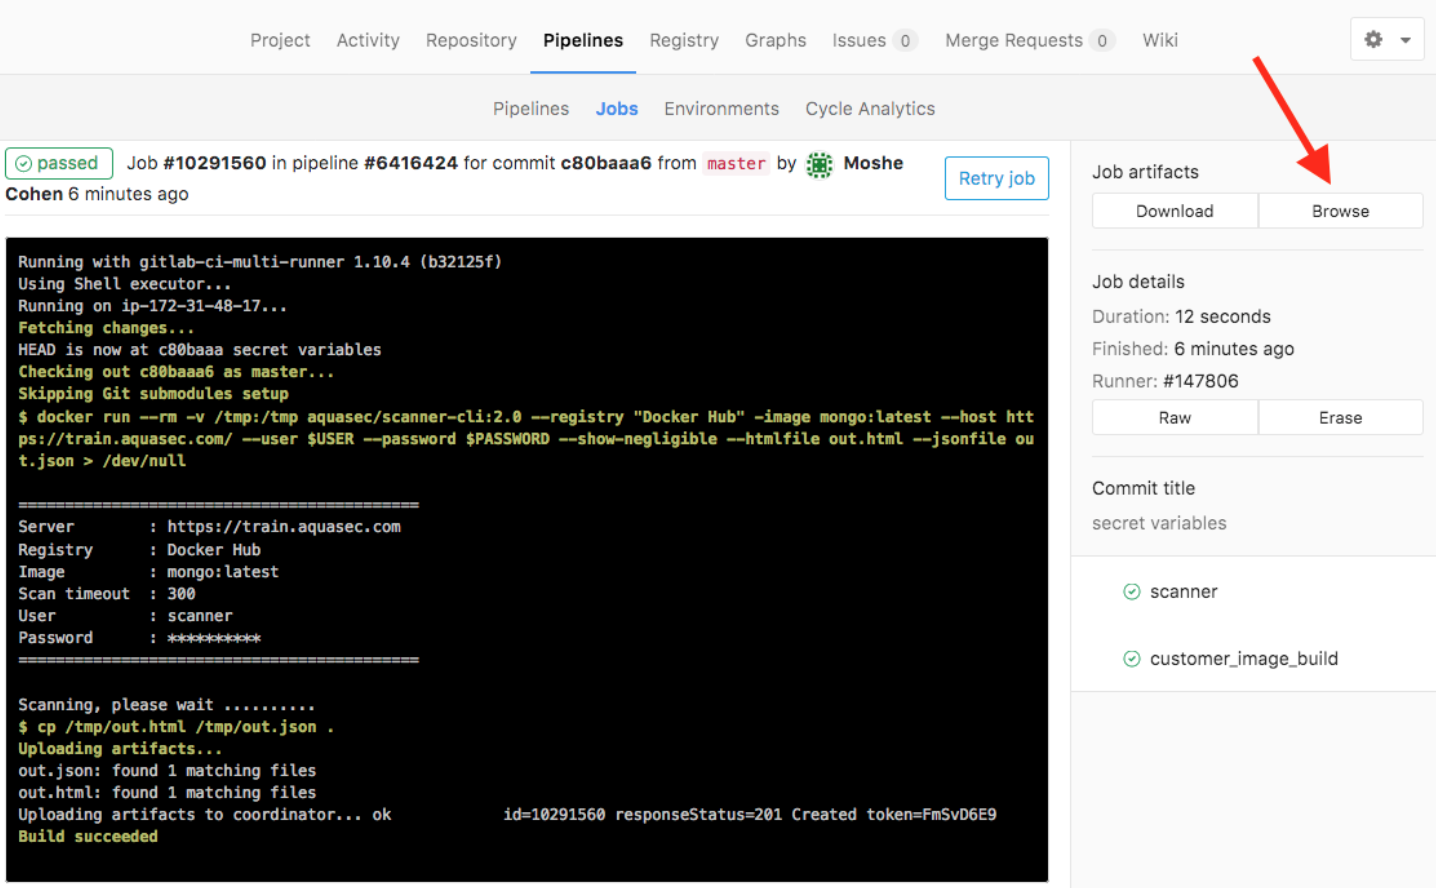 Project Activity Repository Pipelines Registry Graphs Issues 0 Merge Requests 0 Wiki
Pipelines Jobs Environments Cycle Analytics
passed Job #10291560 in pipeline #6416424 for commit c80baaa6 from master by Moshe
Cohen 6 minutes ago
Retry job
Running with gitlab-ci-multi-runner 1.10.4 (b32125f)
Using Shell executor...
Running on ip-172-31-48-17...
Fetching changes...
HEAD is now at c80baaa secret variables
Checking out c80baaa6 as master...
Skipping Git submodules setup
$ docker run --rm -v /tmp:/tmp aquasec/scanner-cli:2.0 --registry "Docker Hub" -image mongo:latest --host htt
ps://train.aquasec.com/ --user $USER --password $PASSWORD --show-negligible --htmlfile out.html --jsonfile ou
t.json > /dev/null
===========================================
Server : https://train.aquasec.com
Registry : Docker Hub
Image : mongo:latest
Scan timeout : 300
User : scanner
Password : **********
===========================================
Scanning, please wait ..........
$ cp /tmp/out.html /tmp/out.json .
Uploading artifacts...
out.json: found 1 matching files
out.html: found 1 matching files
Uploading artifacts to coordinator... ok id=10291560 responseStatus=201 Created token=FmSvD6E9
Build succeeded
Job artifacts
Download Browse
Job details
Duration: 12 seconds
Finished: 6 minutes ago
Runner: #147806
Raw Erase
Commit title
secret variables
scanner
customer_image_build